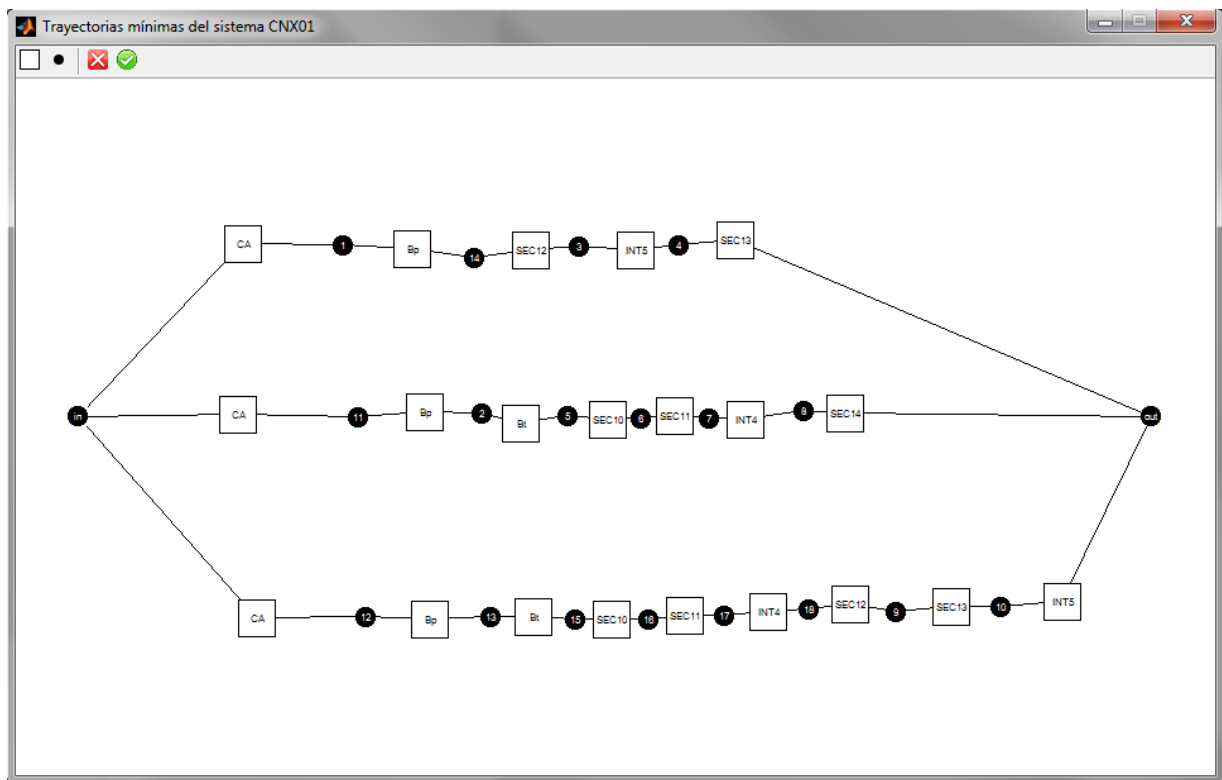 Trayectorias mínimas del sistema CNX01
CA 1 Bp 14 SEC12 3 INT5 4 SEC13
in CA 11 Bp 2 Bt 5 SEC10 6 SEC11 7 INT4 8 SEC14 out
CA 12 Bp 13 Bt 15 SEC10 16 SEC11 17 INT4 18 SEC12 9 SEC13 10 INT5